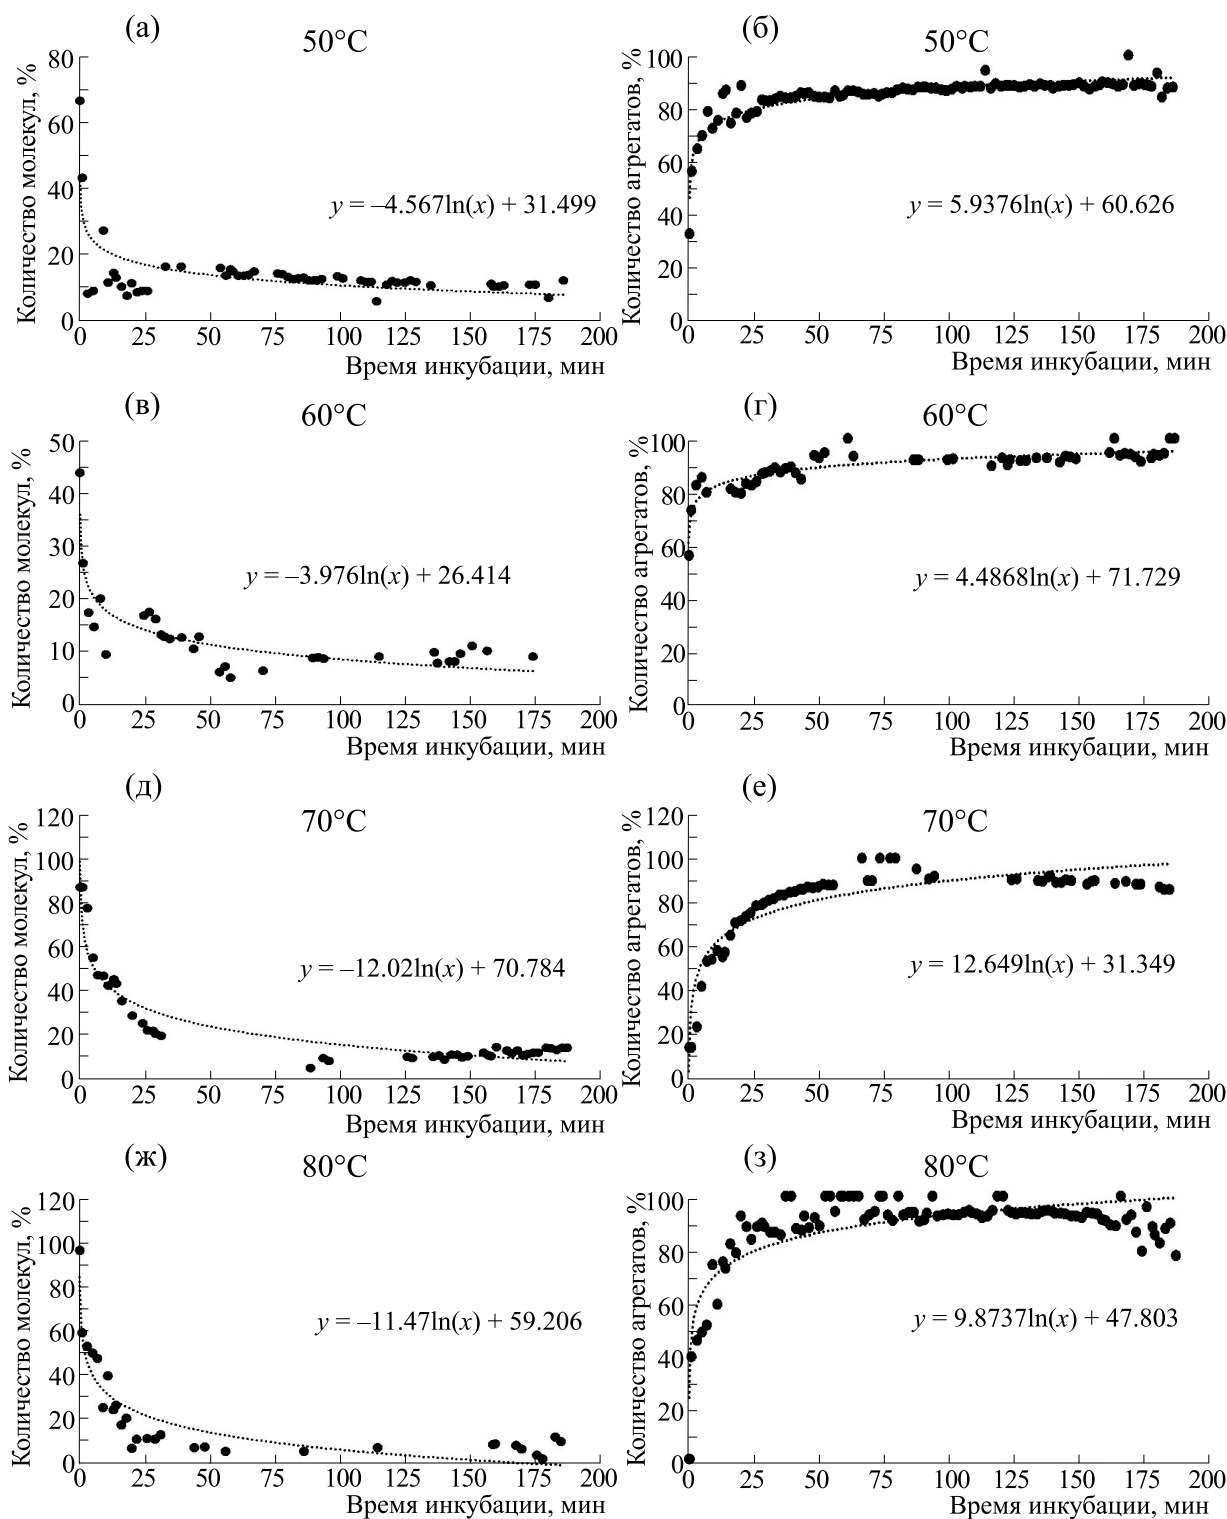 (а)
50°C
Количество молекул, %
80
60
40
20
0
y = –4.567ln(x) + 31.499
0 25 50 75 100 125 150 175 200
Время инкубации, мин
(б)
50°C
Количество агрегатов, %
100
80
60
40
20
0
y = 5.9376ln(x) + 60.626
0 25 50 75 100 125 150 175 200
Время инкубации, мин
(в)
60°C
Количество молекул, %
50
40
30
20
10
0
y = –3.976ln(x) + 26.414
0 25 50 75 100 125 150 175 200
Время инкубации, мин
(г)
60°C
Количество агрегатов, %
100
80
60
40
20
0
y = 4.4868ln(x) + 71.729
0 25 50 75 100 125 150 175 200
Время инкубации, мин
(д)
70°C
Количество молекул, %
120
100
80
60
40
20
0
y = –12.02ln(x) + 70.784
0 25 50 75 100 125 150 175 200
Время инкубации, мин
(е)
70°C
Количество агрегатов, %
120
100
80
60
40
20
0
y = 12.649ln(x) + 31.349
0 25 50 75 100 125 150 175 200
Время инкубации, мин
(ж)
80°C
Количество молекул, %
120
100
80
60
40
20
0
y = –11.47ln(x) + 59.206
0 25 50 75 100 125 150 175 200
Время инкубации, мин
(з)
80°C
Количество агрегатов, %
100
80
60
40
20
0
y = 9.8737ln(x) + 47.803
0 25 50 75 100 125 150 175 200
Время инкубации, мин